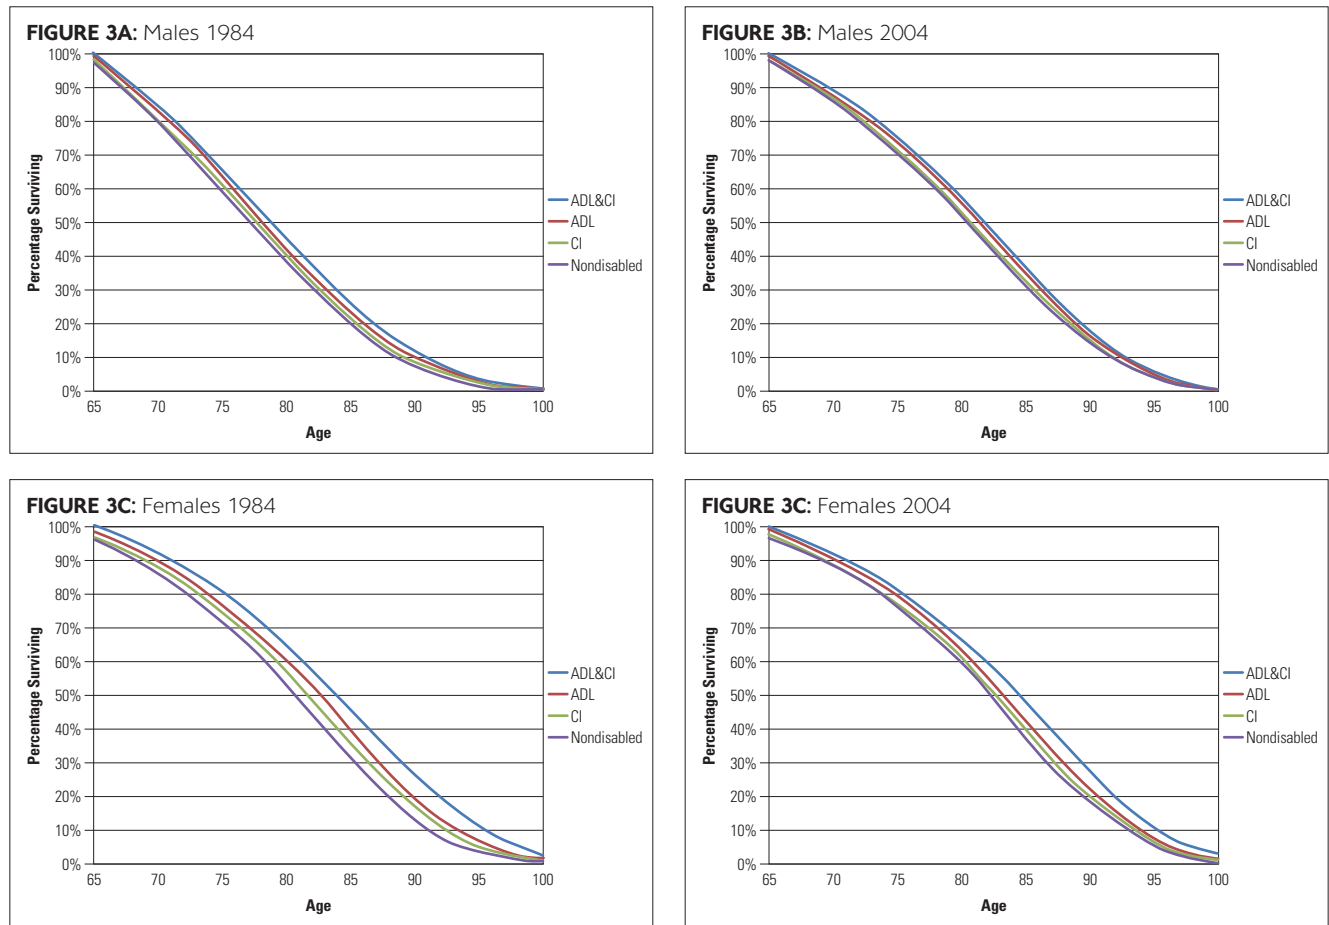 FIGURE 3A: Males 1984
100%
90%
80%
70%
60%
50%
40%
30%
20%
10%
0%
Percentage Surviving
65 70 75 80 85 90 95 100
Age
ADL&CI
ADL
CI
Nondisabled
FIGURE 3B: Males 2004
100%
90%
80%
70%
60%
50%
40%
30%
20%
10%
0%
Percentage Surviving
65 70 75 80 85 90 95 100
Age
ADL&CI
ADL
CI
Nondisabled
FIGURE 3C: Females 1984
100%
90%
80%
70%
60%
50%
40%
30%
20%
10%
0%
Percentage Surviving
65 70 75 80 85 90 95 100
Age
ADL&CI
ADL
CI
Nondisabled
FIGURE 3C: Females 2004
100%
90%
80%
70%
60%
50%
40%
30%
20%
10%
0%
Percentage Surviving
65 70 75 80 85 90 95 100
Age
ADL&CI
ADL
CI
Nondisabled